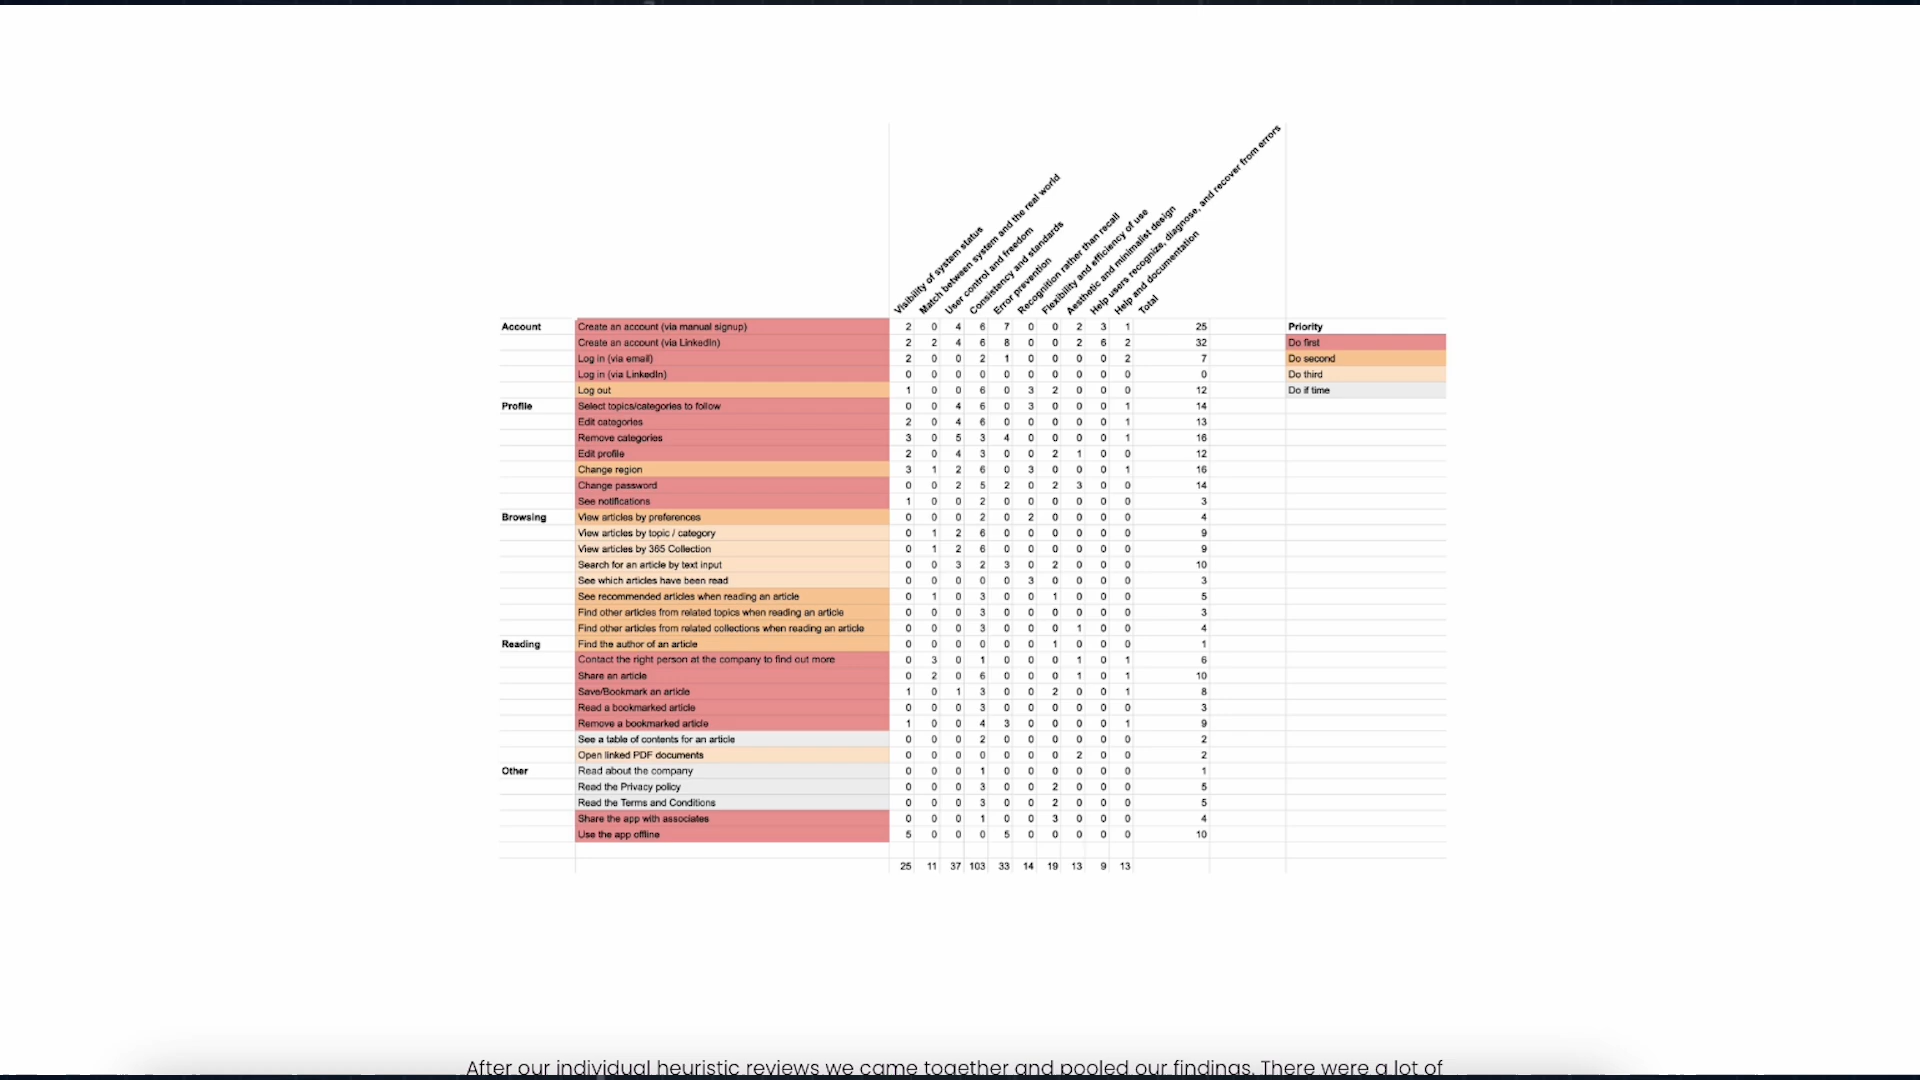 Visibility of system status
Match between system and the real world
User control and freedom
Consistency and standards
Error prevention
Recognition rather than recall
Flexibility and efficiency of use
Aesthetic and minimalist design
Help users recognize, diagnose, and recover from errors
Help and documentation
Total
Account Create an account (via manual signup) 2 0 4 6 7 0 0 2 3 1 25 Priority
Create an account (via LinkedIn) 2 2 4 6 8 0 0 2 6 2 32 Do first
Log in (via email) 2 0 0 2 1 0 0 0 0 2 7 Do second
Log in (via LinkedIn) 0 0 0 0 0 0 0 0 0 0 0 Do third
Log out 1 0 0 6 0 3 2 0 0 0 12 Do if time
Profile Select topics/categories to follow 0 0 4 6 0 3 0 0 0 1 14
Edit categories 2 0 4 6 0 0 0 0 0 1 13
Remove categories 3 0 5 3 4 0 0 0 0 1 16
Edit profile 2 0 4 3 0 0 2 1 0 0 12
Change region 3 1 2 6 0 3 0 0 0 1 16
Change password 0 0 2 5 2 0 2 3 0 0 14
See notifications 1 0 0 2 0 0 0 0 0 0 3
Browsing View articles by preferences 0 0 0 2 0 2 0 0 0 0 4
View articles by topic / category 0 1 2 6 0 0 0 0 0 0 9
View articles by 365 Collection 0 1 2 6 0 0 0 0 0 0 9
Search for an article by text input 0 0 3 2 3 0 2 0 0 0 10
See which articles have been read 0 0 0 0 0 3 0 0 0 0 3
See recommended articles when reading an article 0 1 0 3 0 0 1 0 0 0 5
Find other articles from related topics when reading an article 0 0 0 3 0 0 0 0 0 0 3
Find other articles from related collections when reading an article 0 0 0 3 0 0 0 1 0 0 4
Reading Find the author of an article 0 0 0 0 0 0 1 0 0 0 1
Contact the right person at the company to find out more 0 3 0 1 0 0 0 1 0 1 6
Share an article 0 2 0 6 0 0 0 1 0 1 10
Save/Bookmark an article 1 0 1 3 0 0 2 0 0 1 8
Read a bookmarked article 0 0 0 3 0 0 0 0 0 0 3
Remove a bookmarked article 1 0 0 4 3 0 0 0 0 1 9
See a table of contents for an article 0 0 0 2 0 0 0 0 0 0 2
Open linked PDF documents 0 0 0 0 0 0 0 2 0 0 2
Other Read about the company 0 0 0 1 0 0 0 0 0 0 1
Read the Privacy policy 0 0 0 3 0 0 2 0 0 0 5
Read the Terms and Conditions 0 0 0 3 0 0 2 0 0 0 5
Share the app with associates 0 0 0 1 0 0 3 0 0 0 4
Use the app offline 5 0 0 0 5 0 0 0 0 0 10
25 11 37 103 33 14 19 13 9 13
After our individual heuristic reviews we came together and pooled our findings. There were a lot of